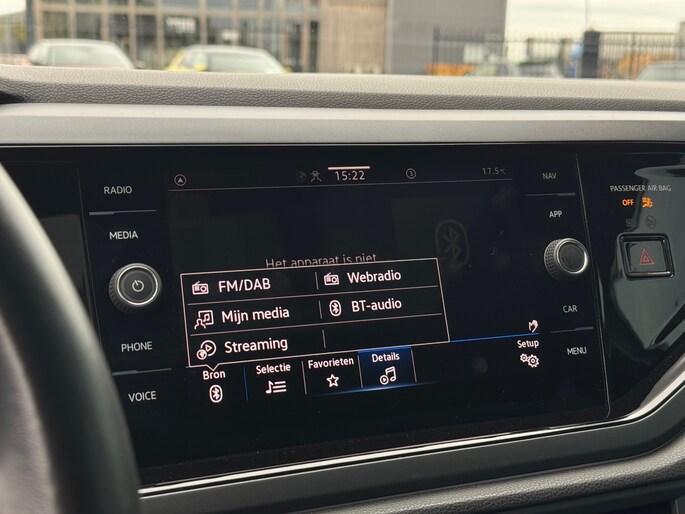 RADIO
MEDIA
PHONE
VOICE
15:22
3
17.5°C
Het apparaat is niet
FM/DAB
Webradio
Mijn media
BT-audio
Streaming
Bron
Selectie
Favorieten
Details
Setup
NAV
APP
CAR
MENU
PASSENGER AIR BAG
OFF